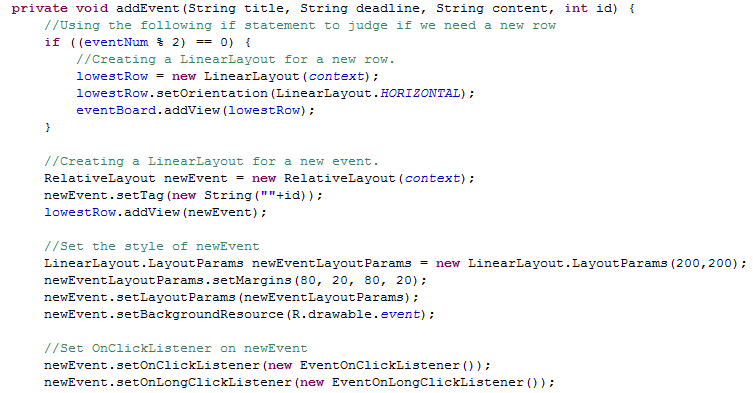 private void addEvent(String title, String deadline, String content, int id) {
    //Using the following if statement to judge if we need a new row
    if ((eventNum % 2) == 0) {
        //Creating a LinearLayout for a new row.
        lowestRow = new LinearLayout(context);
        lowestRow.setOrientation(LinearLayout.HORIZONTAL);
        eventBoard.addView(lowestRow);
    }

    //Creating a LinearLayout for a new event.
    RelativeLayout newEvent = new RelativeLayout(context);
    newEvent.setTag(new String(""+id));
    lowestRow.addView(newEvent);

    //Set the style of newEvent
    LinearLayout.LayoutParams newEventLayoutParams = new LinearLayout.LayoutParams(200,200);
    newEventLayoutParams.setMargins(80, 20, 80, 20);
    newEvent.setLayoutParams(newEventLayoutParams);
    newEvent.setBackgroundResource(R.drawable.event);

    //Set OnClickListener on newEvent
    newEvent.setOnClickListener(new EventOnClickListener());
    newEvent.setOnLongClickListener(new EventOnLongClickListener());